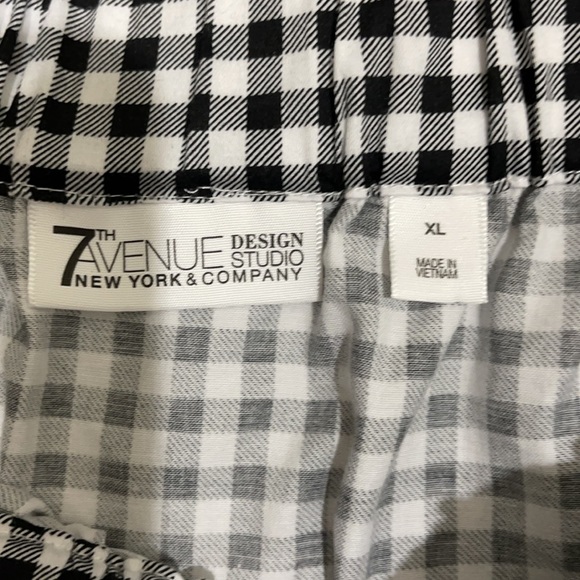 7TH AVENUE DESIGN STUDIO
NEW YORK & COMPANY
XL
MADE IN
VIETNAM